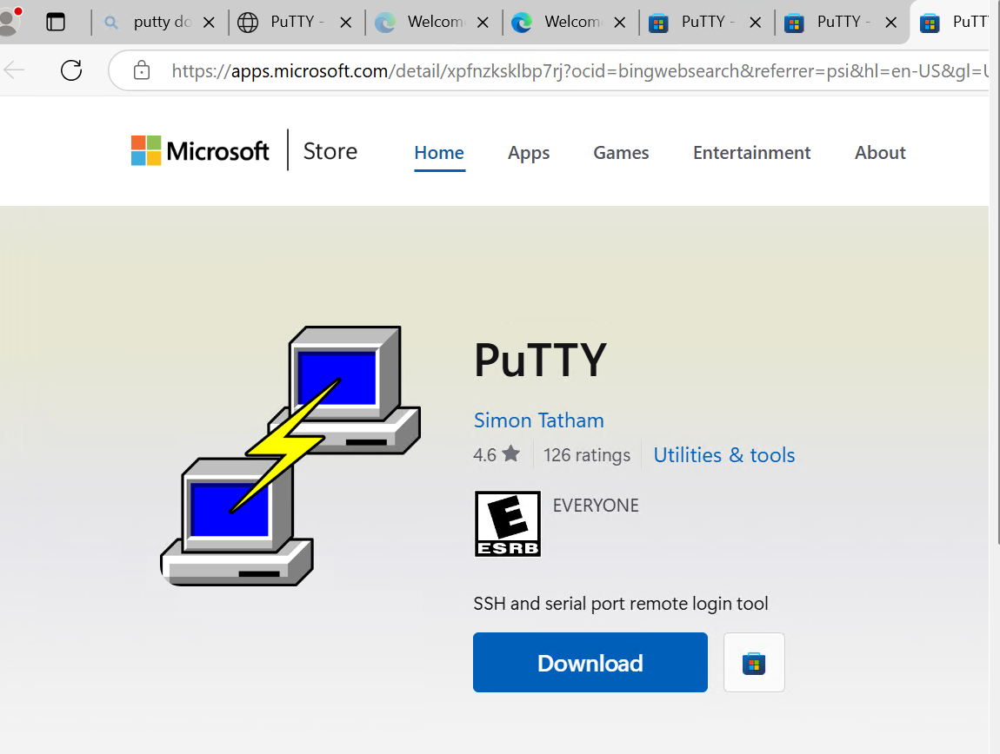 putty do
PuTTY -
Welcom
Welcom
PuTTY -
PuTTY -
PuTT
https://apps.microsoft.com/detail/xpfnzksklbp7rj?ocid=bingwebsearch&referrer=psi&hl=en-US&gl=U
Microsoft
Store
Home
Apps
Games
Entertainment
About
PuTTY
Simon Tatham
4.6
126 ratings
Utilities & tools
E
ESRB
EVERYONE
SSH and serial port remote login tool
Download